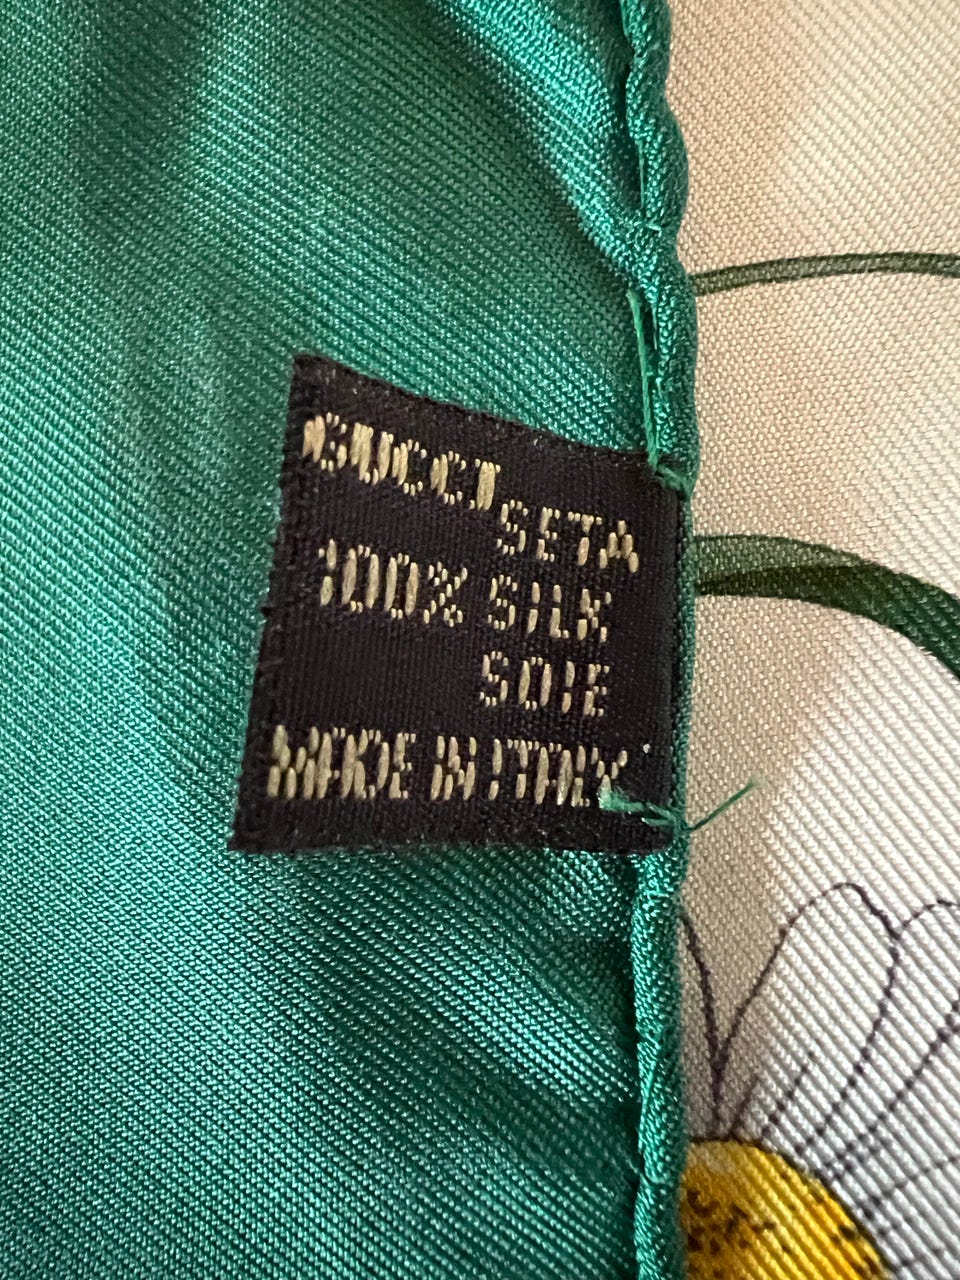 GUCCI
SETA
100% SILK
SOIE
MADE IN ITALY